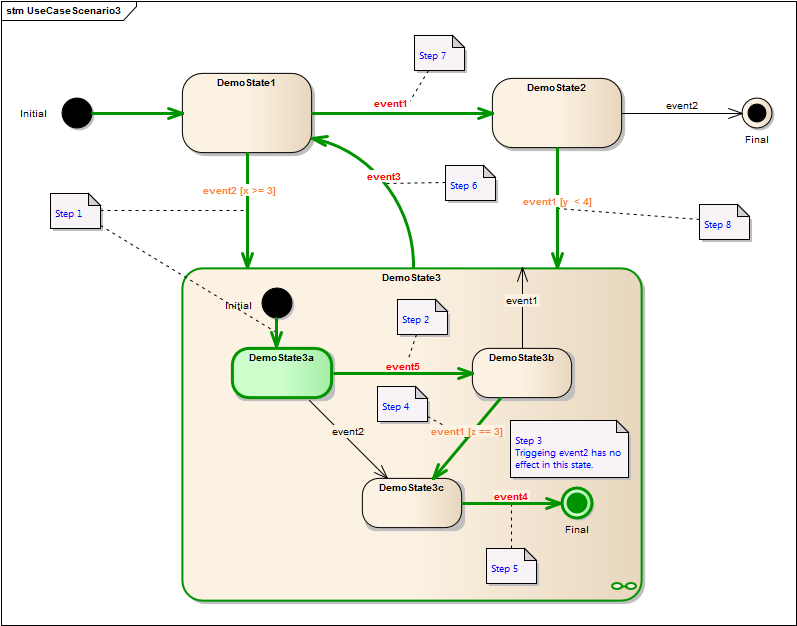 stm UseCaseScenario3
Step 7
DemoState1
DemoState2
event1
event2
Initial
Final
event3
Step 6
event2 [x >= 3]
event1 [y < 4]
Step 1
Step 8
DemoState3
Initial
event1
Step 2
DemoState3a
DemoState3b
event5
Step 4
event2
event1 [z == 3]
Step 3
Triggeing event2 has no
effect in this state.
DemoState3c
event4
Final
Step 5